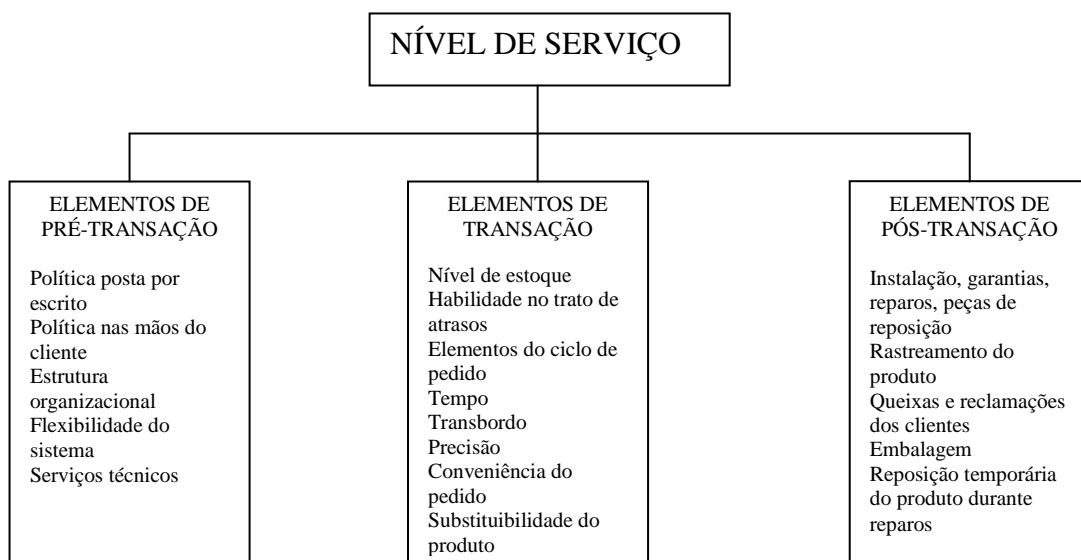 NÍVEL DE SERVIÇO
ELEMENTOS DE
PRÉ-TRANSAÇÃO
Política posta por
escrito
Política nas mãos do
cliente
Estrutura
organizacional
Flexibilidade do
sistema
Serviços técnicos
ELEMENTOS DE
TRANSAÇÃO
Nível de estoque
Habilidade no trato de
atrasos
Elementos do ciclo de
pedido
Tempo
Transbordo
Precisão
Conveniência do
pedido
Substituibilidade do
produto
ELEMENTOS DE
PÓS-TRANSAÇÃO
Instalação, garantias,
reparos, peças de
reposição
Rastreamento do
produto
Queixas e reclamações
dos clientes
Embalagem
Reposição temporária
do produto durante
reparos